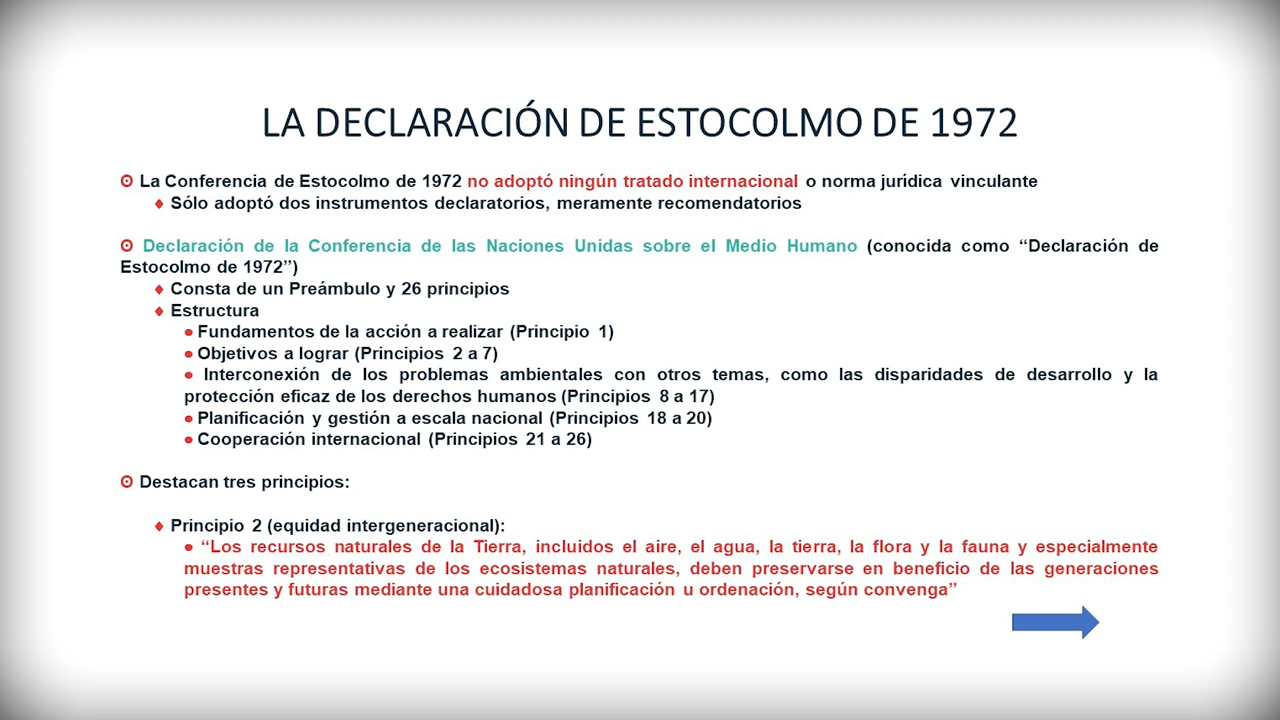 LA DECLARACIÓN DE ESTOCOLMO DE 1972
La Conferencia de Estocolmo de 1972 no adoptó ningún tratado internacional o norma jurídica vinculante
Sólo adoptó dos instrumentos declaratorios, meramente recomendatorios
Declaración de la Conferencia de las Naciones Unidas sobre el Medio Humano (conocida como “Declaración de
Estocolmo de 1972”)
Consta de un Preámbulo y 26 principios
Estructura
Fundamentos de la acción a realizar (Principio 1)
Objetivos a lograr (Principios 2 a 7)
Interconexión de los problemas ambientales con otros temas, como las disparidades de desarrollo y la
protección eficaz de los derechos humanos (Principios 8 a 17)
Planificación y gestión a escala nacional (Principios 18 a 20)
Cooperación internacional (Principios 21 a 26)
Destacan tres principios:
Principio 2 (equidad intergeneracional):
“Los recursos naturales de la Tierra, incluidos el aire, el agua, la tierra, la flora y la fauna y especialmente
muestras representativas de los ecosistemas naturales, deben preservarse en beneficio de las generaciones
presentes y futuras mediante una cuidadosa planificación u ordenación, según convenga”